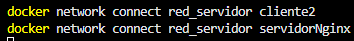 docker network connect red_servidor cliente2
docker network connect red_servidor servidorNginx